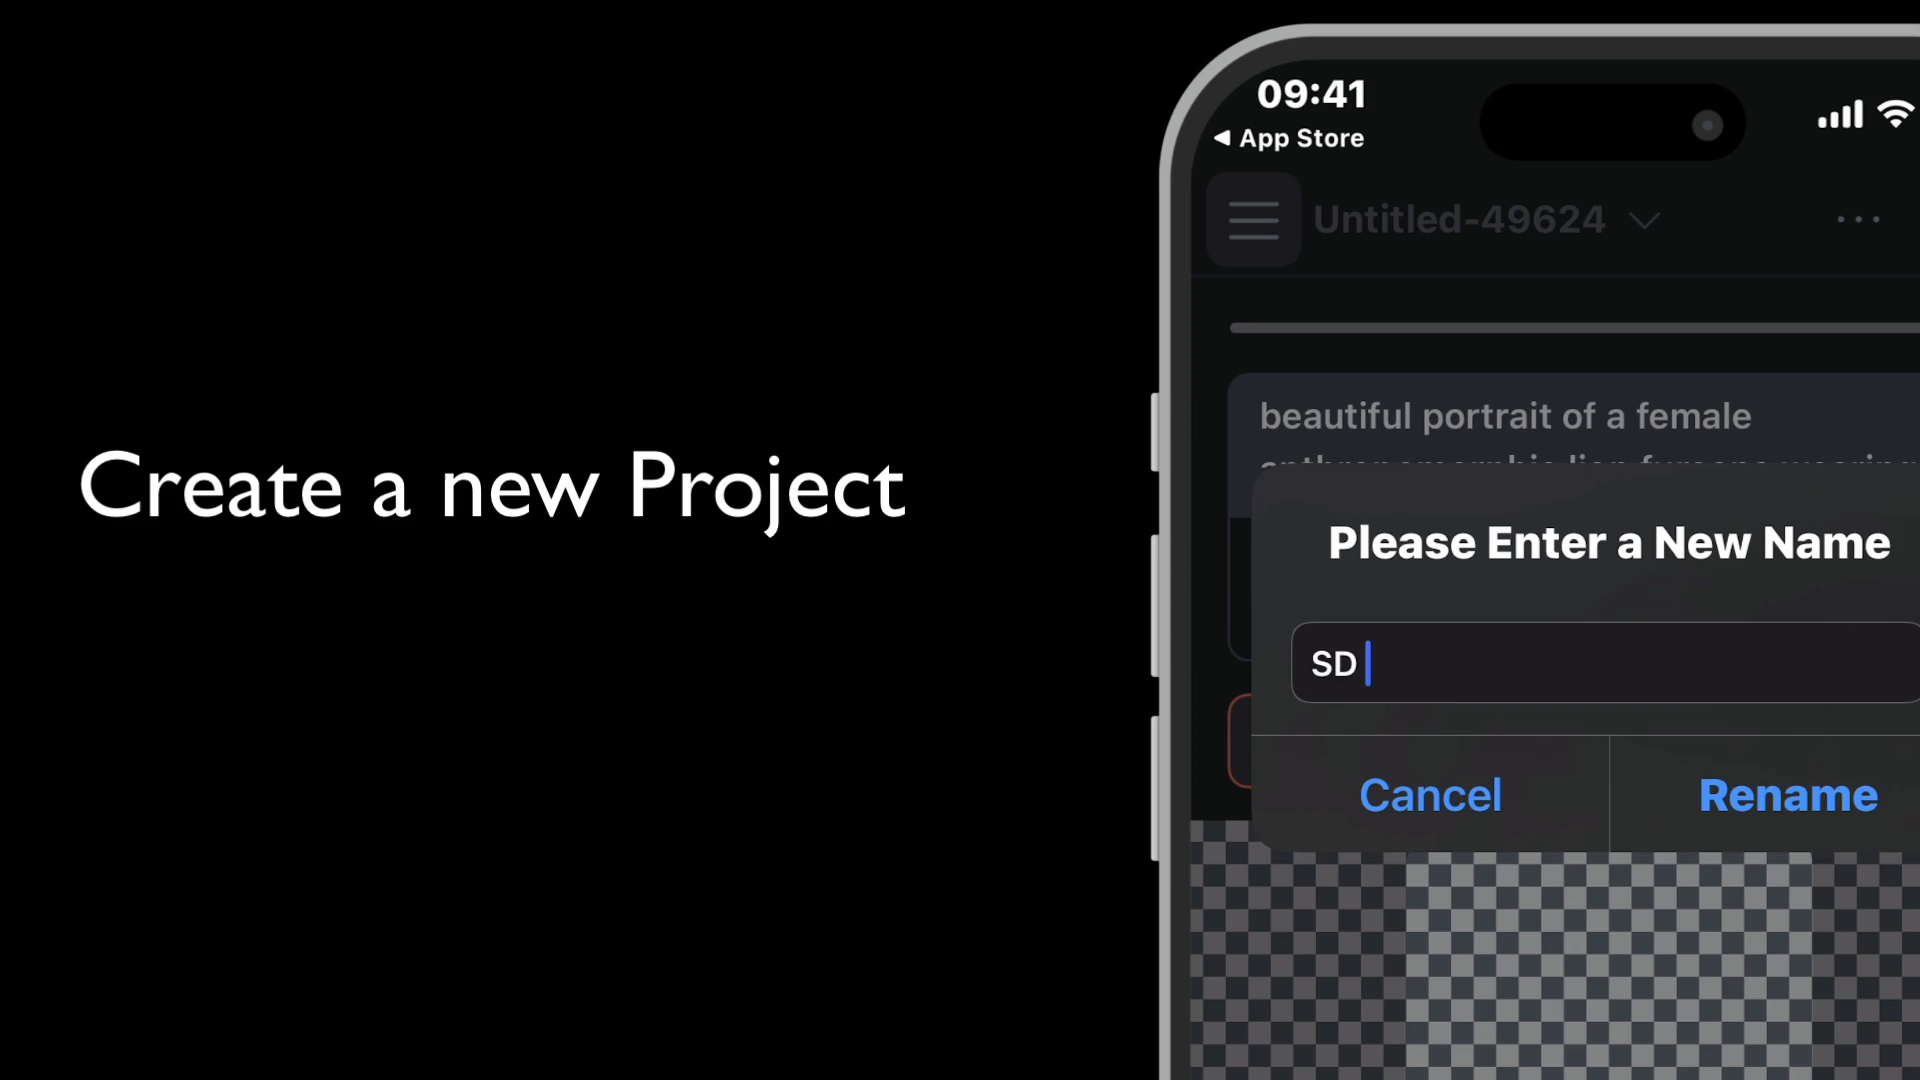 Create a new Project
09:41
App Store
Untitled-49624
beautiful portrait of a female
Please Enter a New Name
SD
Cancel
Rename